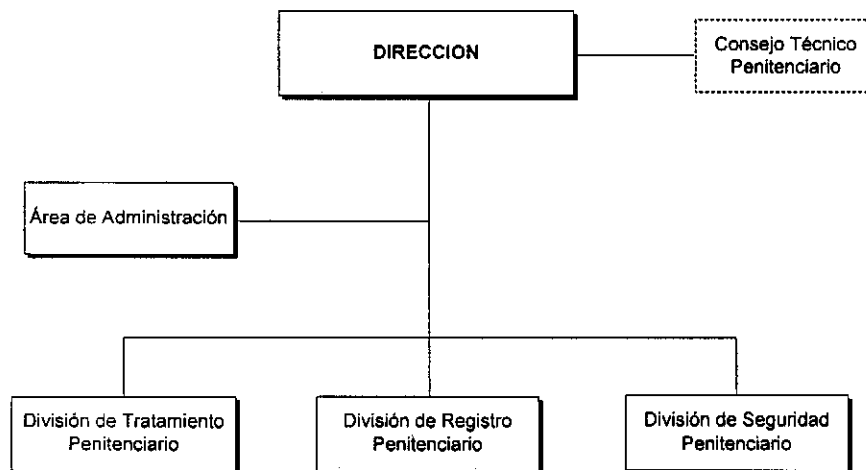 DIRECCION
Consejo Técnico
Penitenciario
Área de Administración
División de Tratamiento
Penitenciario
División de Registro
Penitenciario
División de Seguridad
Penitenciario